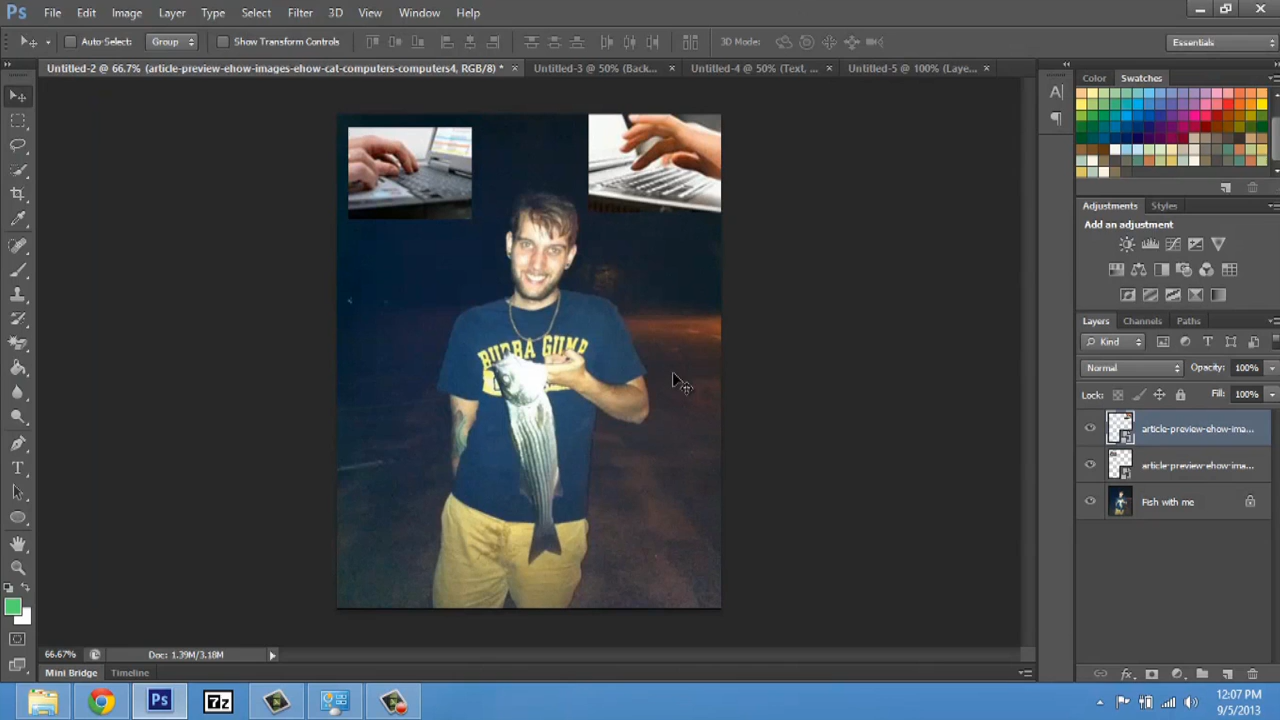 Ps File Edit Image Layer Type Select Filter 3D View Window Help
Auto-Select: Group Show Transform Controls 3D Mode: Essentials
Untitled-2 @ 66.7% (article-preview-ehow-images-ehow-cat-computers-computers4, RGB/8) * × Untitled-3 @ 50% (Back... × Untitled-4 @ 50% (Text, ... × Untitled-5 @ 100% (Laye... ×
Color Swatches
Adjustments Styles
Add an adjustment
BUBBA GUMP
Layers Channels Paths
Kind
Normal Opacity: 100%
Lock: Fill: 100%
article-preview-ehow-ima...
article-preview-ehow-ima...
Fish with me
66.67% Doc: 1.39M/3.18M
Mini Bridge Timeline
Ps 7z
12:07 PM
9/5/2013